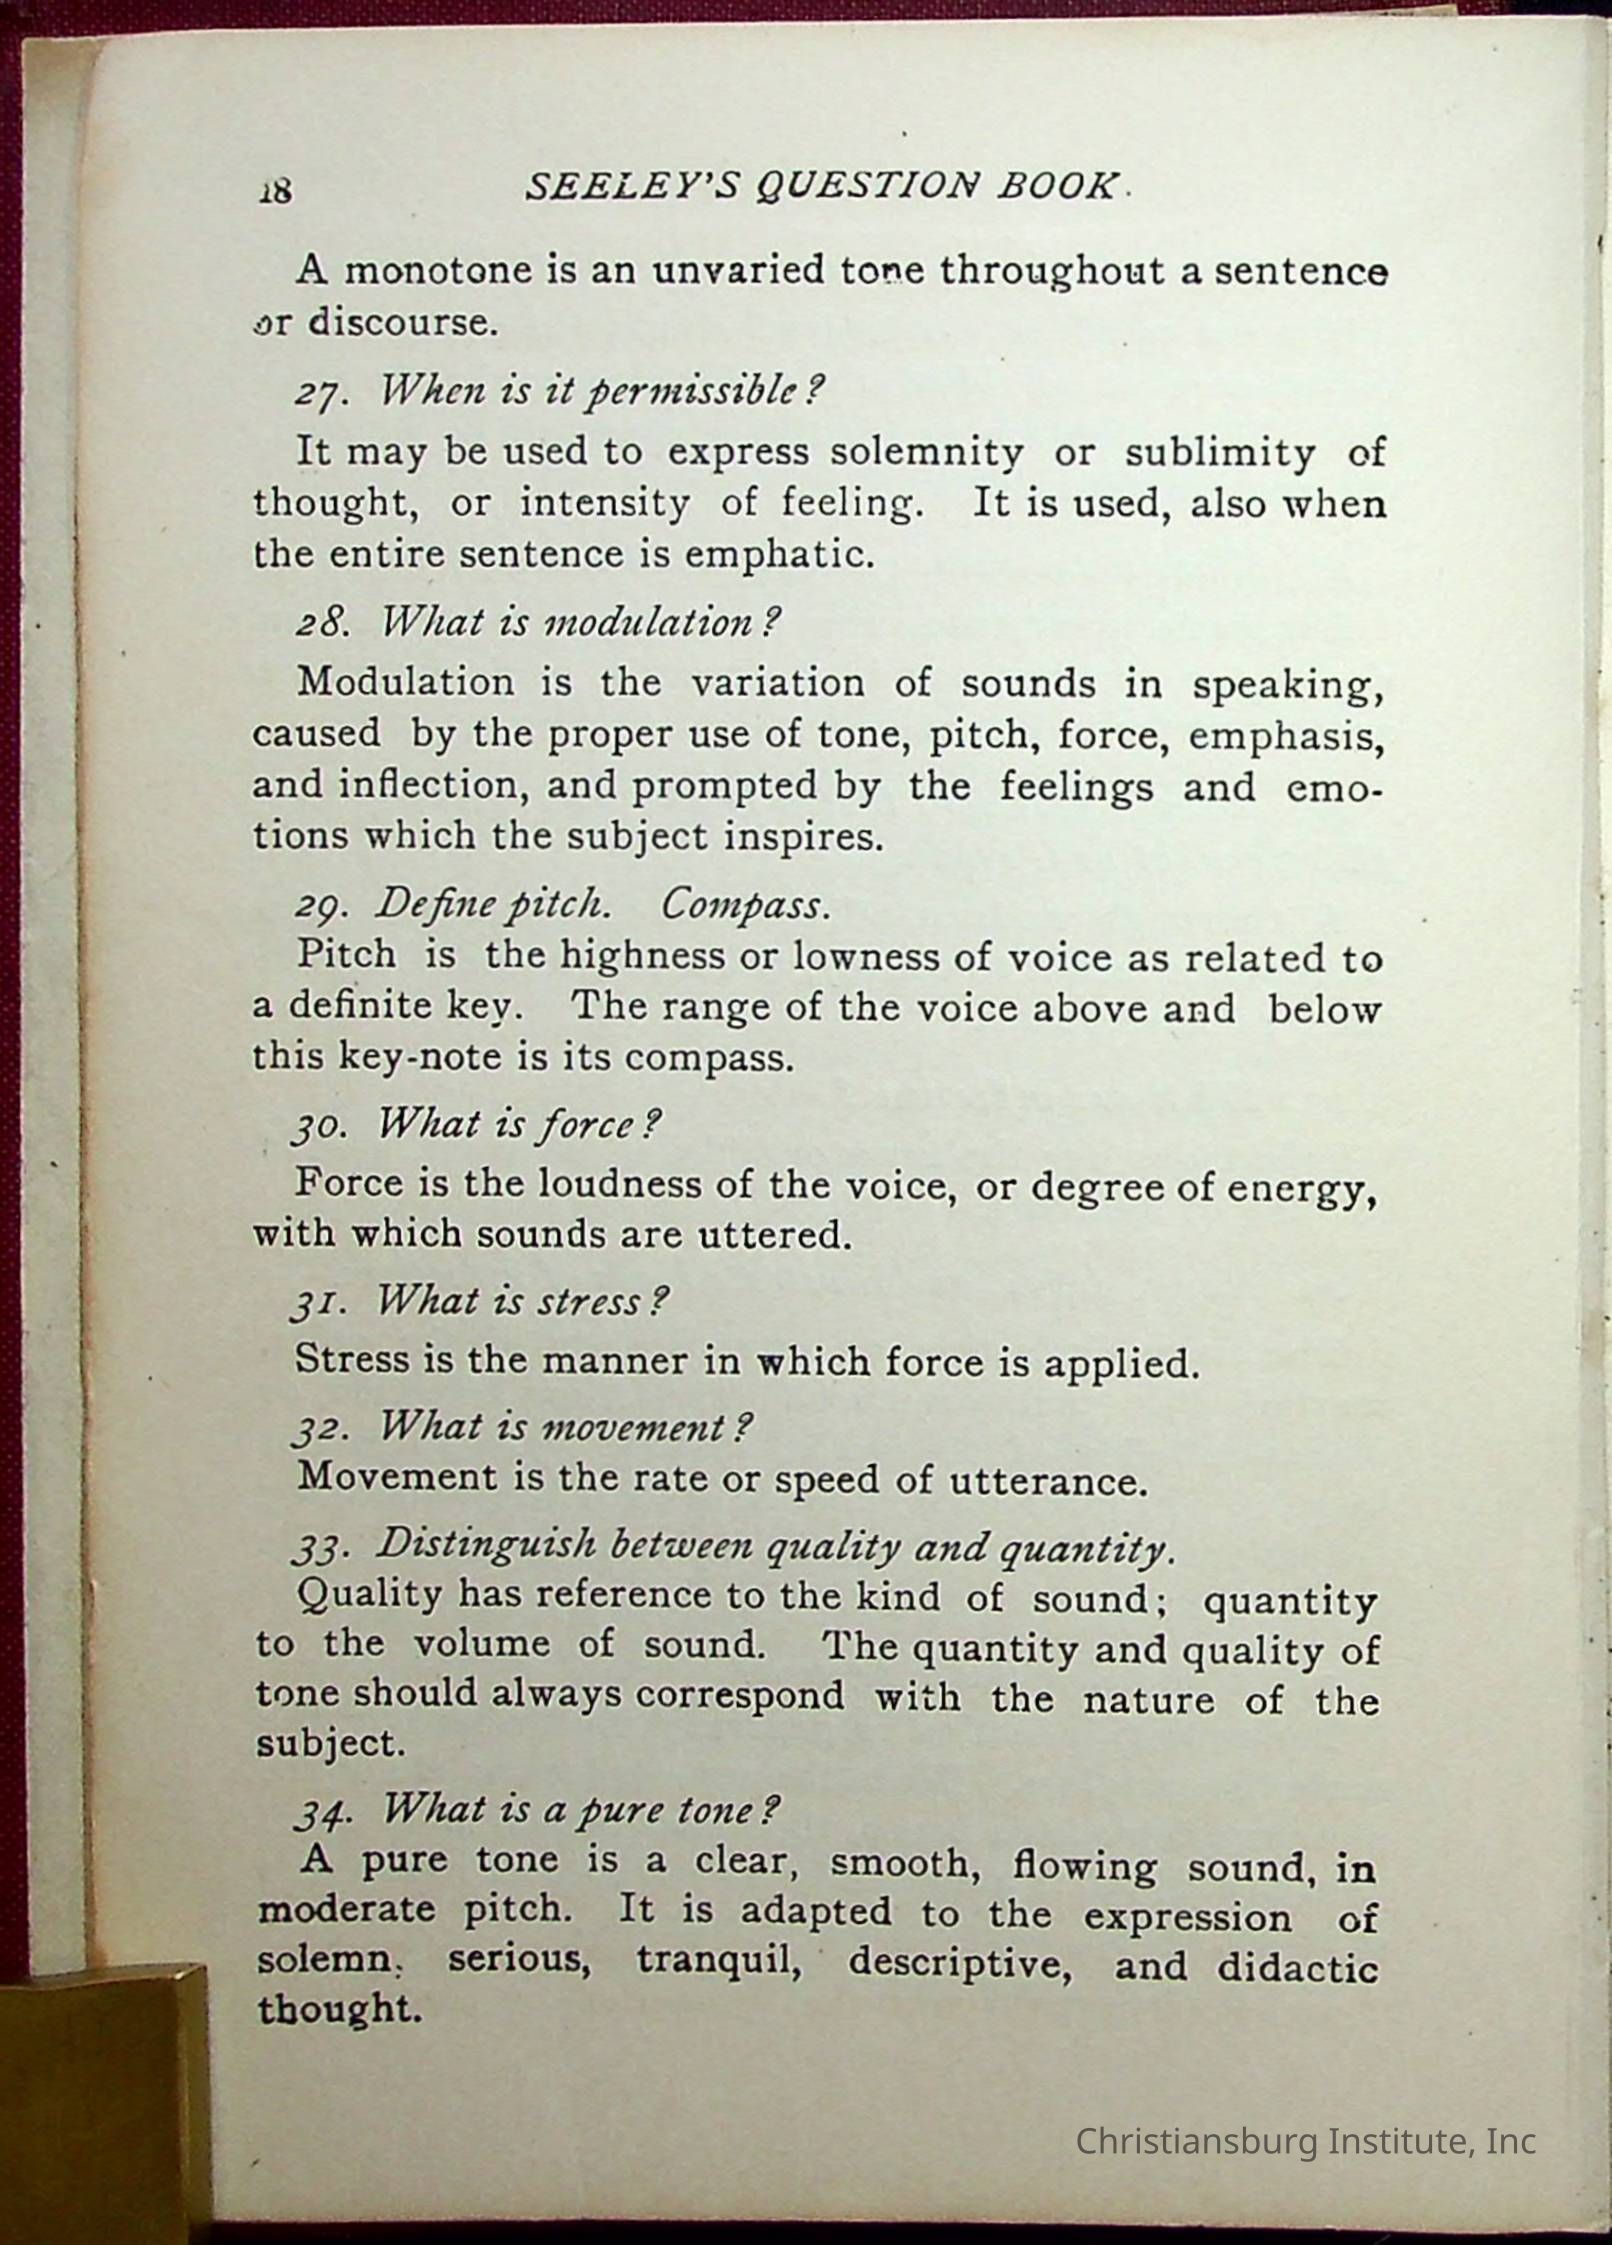 18 SEELEY'S QUESTION BOOK.
A monotone is an unvaried tone throughout a sentence
or discourse.
27. When is it permissible?
It may be used to express solemnity or sublimity of
thought, or intensity of feeling. It is used, also when
the entire sentence is emphatic.
28. What is modulation?
Modulation is the variation of sounds in speaking,
caused by the proper use of tone, pitch, force, emphasis,
and inflection, and prompted by the feelings and emo-
tions which the subject inspires.
29. Define pitch. Compass.
Pitch is the highness or lowness of voice as related to
a definite key. The range of the voice above and below
this key-note is its compass.
30. What is force?
Force is the loudness of the voice, or degree of energy,
with which sounds are uttered.
31. What is stress?
Stress is the manner in which force is applied.
32. What is movement?
Movement is the rate or speed of utterance.
33. Distinguish between quality and quantity.
Quality has reference to the kind of sound; quantity
to the volume of sound. The quantity and quality of
tone should always correspond with the nature of the
subject.
34. What is a pure tone?
A pure tone is a clear, smooth, flowing sound, in
moderate pitch. It is adapted to the expression of
solemn, serious, tranquil, descriptive, and didactic
thought.
Christiansburg Institute, Inc